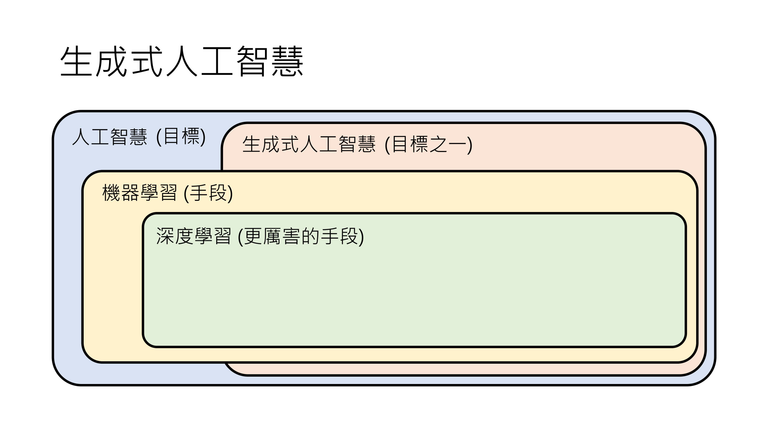 生成式人工智慧
人工智慧 (目標)
生成式人工智慧 (目標之一)
機器學習 (手段)
深度學習 (更厲害的手段)